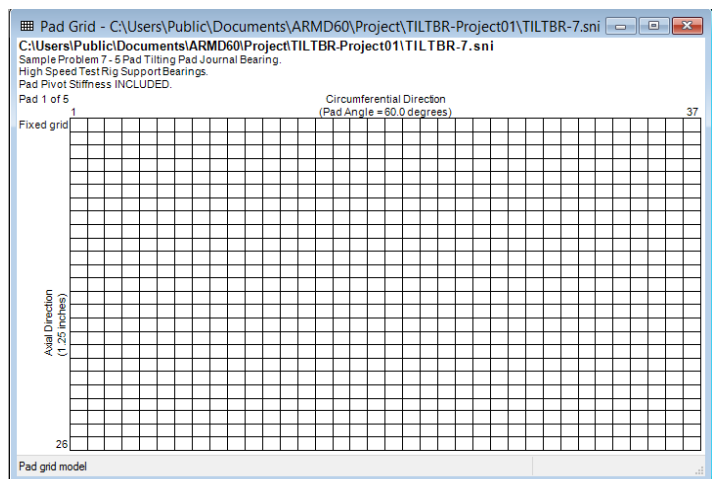 Pad Grid - C:\Users\Public\Documents\ARMD60\Project\TILTBR-Project01\TILTBR-7.sni
C:\Users\Public\Documents\ARMD60\Project\TILTBR-Project01\TILTBR-7.sni
Sample Problem 7 - 5 Pad Tilting Pad Journal Bearing.
High Speed Test Rig Support Bearings.
Pad Pivot Stiffness INCLUDED.
Pad 1 of 5
Circumferential Direction
1
(Pad Angle = 60.0 degrees)
37
Fixed grid
Axial Direction
(1.25 inches)
26
Pad grid model